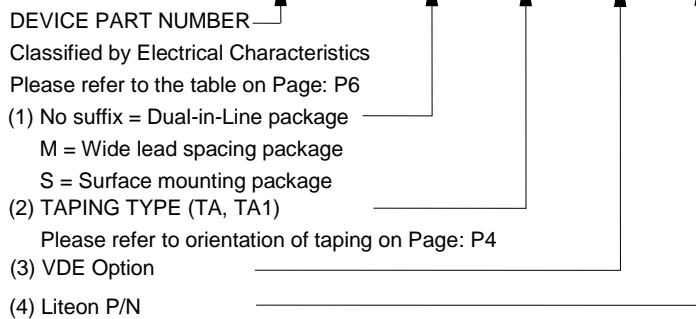 DEVICE PART NUMBER
Classified by Electrical Characteristics
Please refer to the table on Page: P6
(1) No suffix = Dual-in-Line package
M = Wide lead spacing package
S = Surface mounting package
(2) TAPING TYPE (TA, TA1)
Please refer to orientation of taping on Page: P4
(3) VDE Option
(4) Liteon P/N